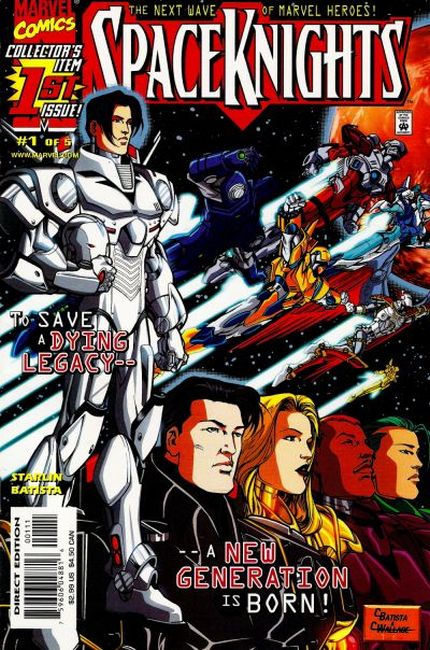 MARVEL
COMICS
THE NEXT WAVE OF MARVEL HEROES!
SPACEKNIGHTS
COLLECTOR'S
ITEM
1ST
ISSUE!
#1 OF 5
WWW.MARVEL.COM
TO SAVE
A DYING
LEGACY--
STARLIN
BATISTA
--A NEW
GENERATION
IS BORN!
DIRECT EDITION
00111
$2.99 US $4.50 CAN
C. BATISTA
C WALLACE